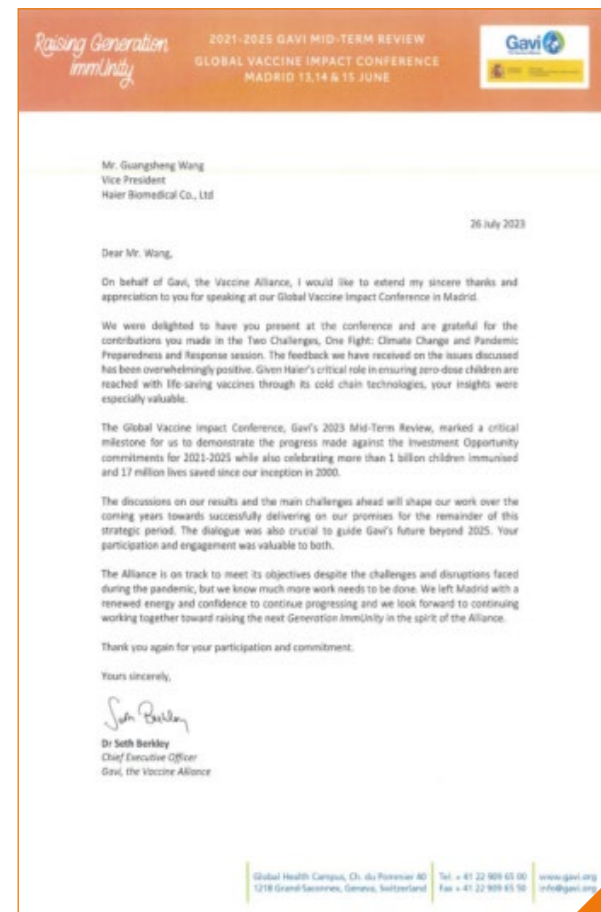 Raising Generation
ImmUnity
2021-2025 GAVI MID-TERM REVIEW
GLOBAL VACCINE IMPACT CONFERENCE
MADRID 13,14 & 15 JUNE
Gavi
Mr. Guangsheng Wang
Vice President
Haier Biomedical Co., Ltd
26 July 2023
Dear Mr. Wang,
On behalf of Gavi, the Vaccine Alliance, I would like to extend my sincere thanks and
appreciation to you for speaking at our Global Vaccine Impact Conference in Madrid.
We were delighted to have you present at the conference and are grateful for the
contributions you made in the Two Challenges, One Fight: Climate Change and Pandemic
Preparedness and Response session. The feedback we have received on the issues discussed
has been overwhelmingly positive. Given Haier's critical role in ensuring zero-dose children are
reached with life-saving vaccines through its cold chain technologies, your insights were
especially valuable.
The Global Vaccine Impact Conference, Gavi's 2023 Mid-Term Review, marked a critical
milestone for us to demonstrate the progress made against the Investment Opportunity
commitments for 2021-2025 while also celebrating more than 1 billion children immunised
and 17 million lives saved since our inception in 2000.
The discussions on our results and the main challenges ahead will shape our work over the
coming years towards successfully delivering on our promises for the remainder of this
strategic period. The dialogue was also crucial to guide Gavi's future beyond 2025. Your
participation and engagement was valuable to both.
The Alliance is on track to meet its objectives despite the challenges and disruptions faced
during the pandemic, but we know much more work needs to be done. We left Madrid with a
renewed energy and confidence to continue progressing and we look forward to continuing
working together toward raising the next Generation ImmUnity in the spirit of the Alliance.
Thank you again for your participation and commitment.
Yours sincerely,
Seth Berkley
Dr Seth Berkley
Chief Executive Officer
Gavi, the Vaccine Alliance
Global Health Campus, Ch. du Pommier 40
1218 Grand-Saconnex, Geneva, Switzerland
Tel. + 41 22 909 65 00
Fax + 41 22 909 65 50
www.gavi.org
info@gavi.org